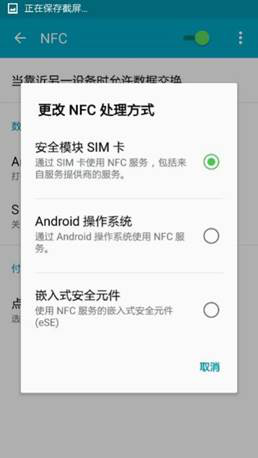 正在保存截屏...
NFC
当靠近另一设备时允许数据交换
数
更改 NFC 处理方式
安全模块 SIM 卡
通过 SIM 卡使用 NFC 服务，包括来
自服务提供商的服务。
An
打
Android 操作系统
通过 Android 操作系统使用 NFC 服
务。
S
关
付
嵌入式安全元件
使用 NFC 服务的嵌入式安全元件
(eSE)
点
选
取消